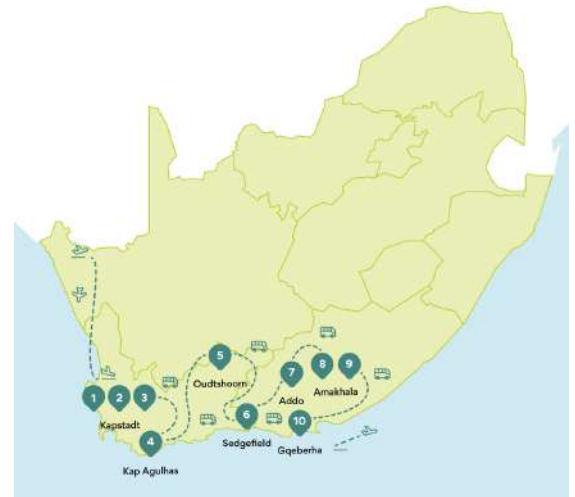 5
Oudtshoorn
8
9
7
Amakhala
Addo
1
2
3
Kapstadt
6
10
Sedgefield
Gqeberha
4
Kap Agulhas